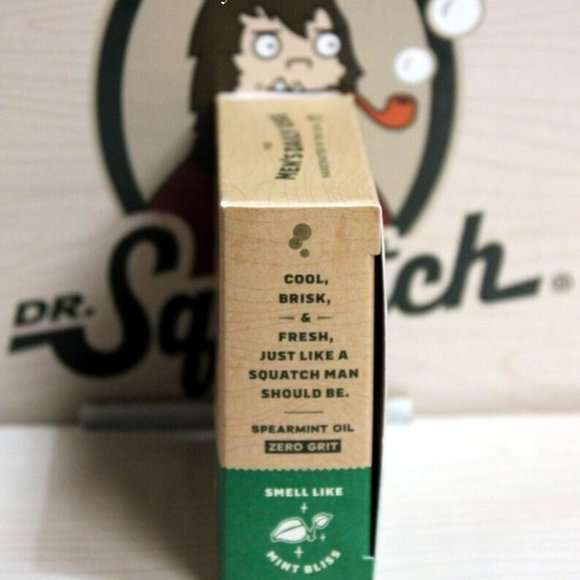 MEN'S DAILY
DR. Squatch ®
COOL,
BRISK,
&
FRESH,
JUST LIKE A
SQUATCH MAN
SHOULD BE.
SPEARMINT OIL
ZERO GRIT
SMELL LIKE
MINT BLISS